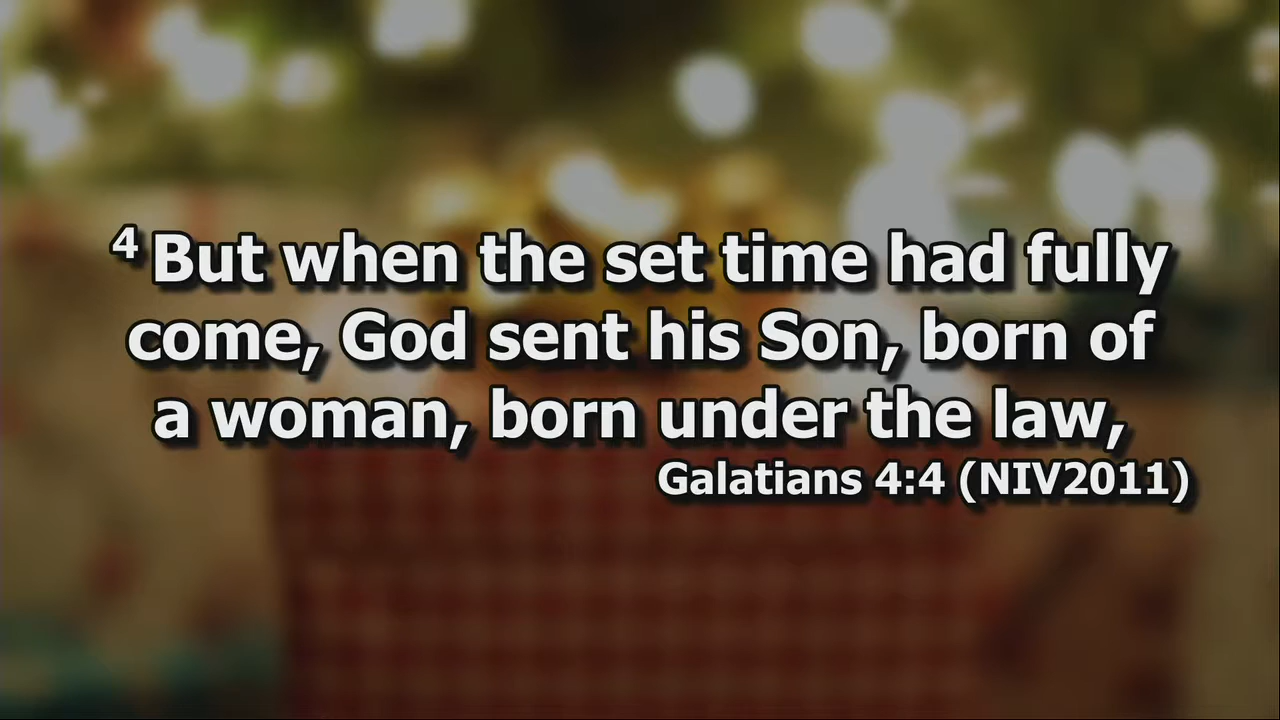 4 But when the set time had fully
come, God sent his Son, born of
a woman, born under the law,
Galatians 4:4 (NIV2011)